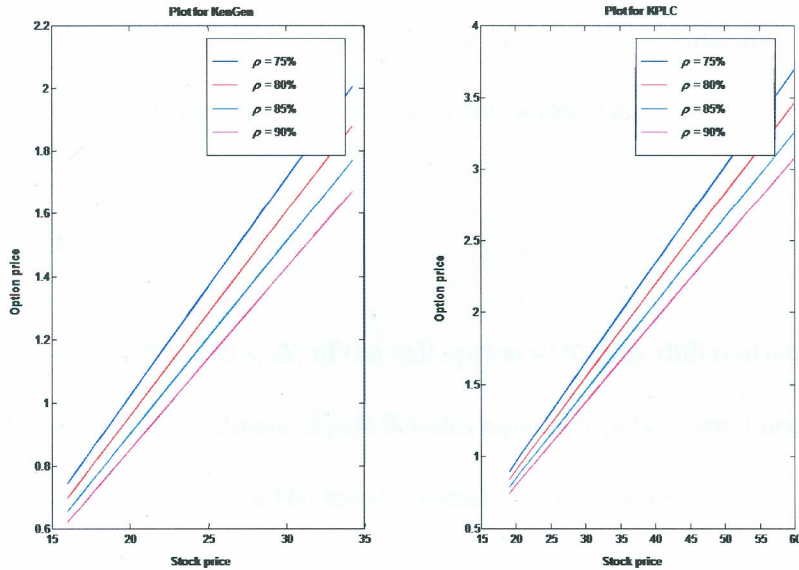 Plot for KenGen
2.2
2
1.8
1.6
1.4
1.2
1
0.8
0.6
15 20 25 30 35
Option price
Stock price
ρ = 75%
ρ = 80%
ρ = 85%
ρ = 90%
Plot for KPLC
4
3.5
3
2.5
2
1.5
1
0.5
15 20 25 30 35 40 45 50 55 60
Option price
Stock price
ρ = 75%
ρ = 80%
ρ = 85%
ρ = 90%